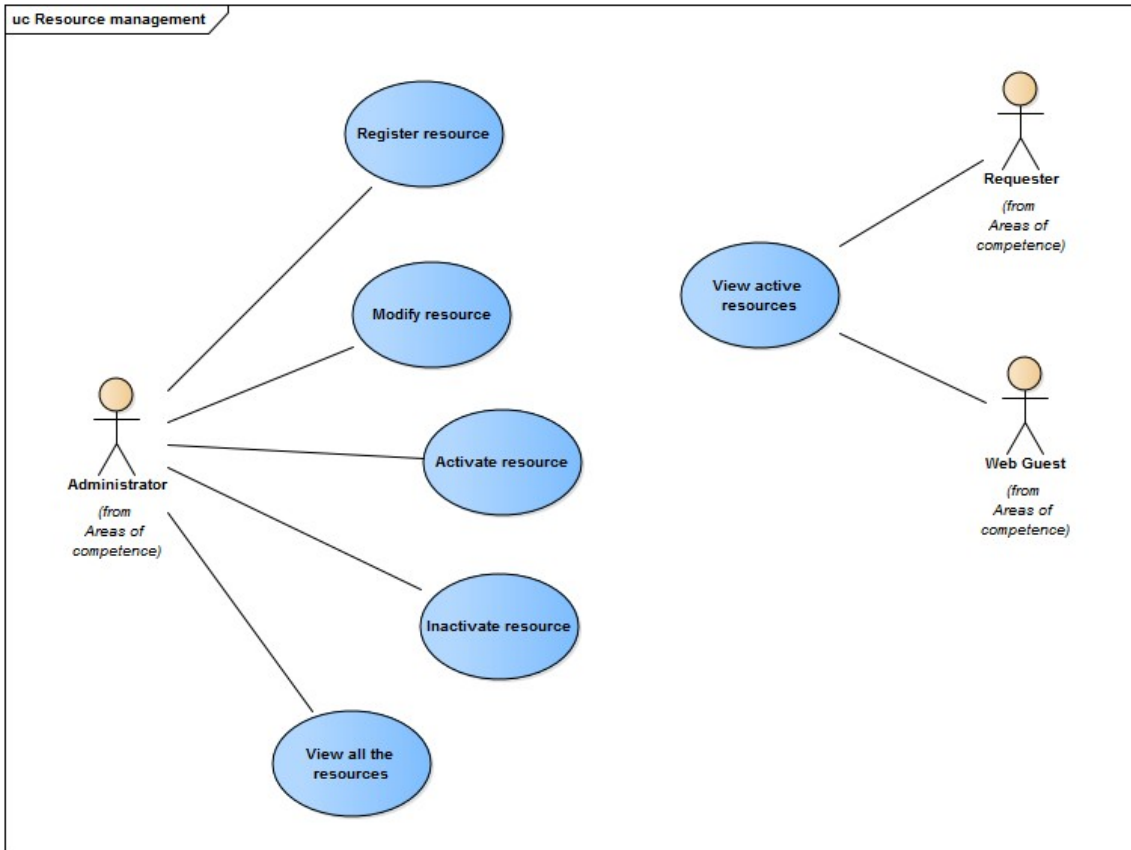 uc Resource management
Register resource
Modify resource
Activate resource
Inactivate resource
View all the
resources
Administrator
(from
Areas of
competence)
View active
resources
Requester
(from
Areas of
competence)
Web Guest
(from
Areas of
competence)